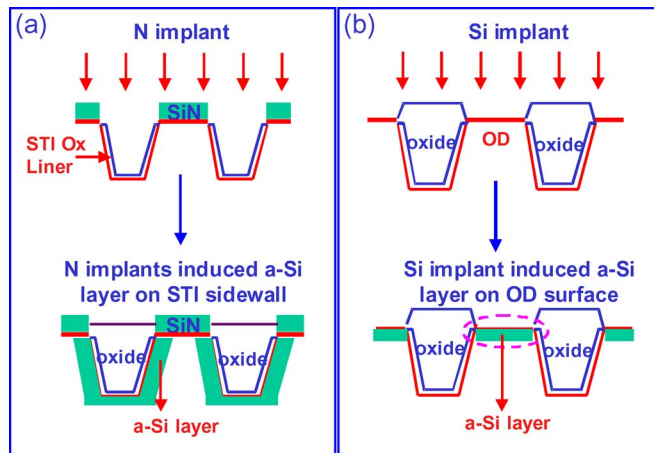 (a)
N implant
SiN
STI Ox
Liner
N implants induced a-Si
layer on STI sidewall
SiN
oxide
oxide
a-Si layer
(b)
Si implant
oxide
OD
oxide
Si implant induced a-Si
layer on OD surface
oxide
oxide
a-Si layer